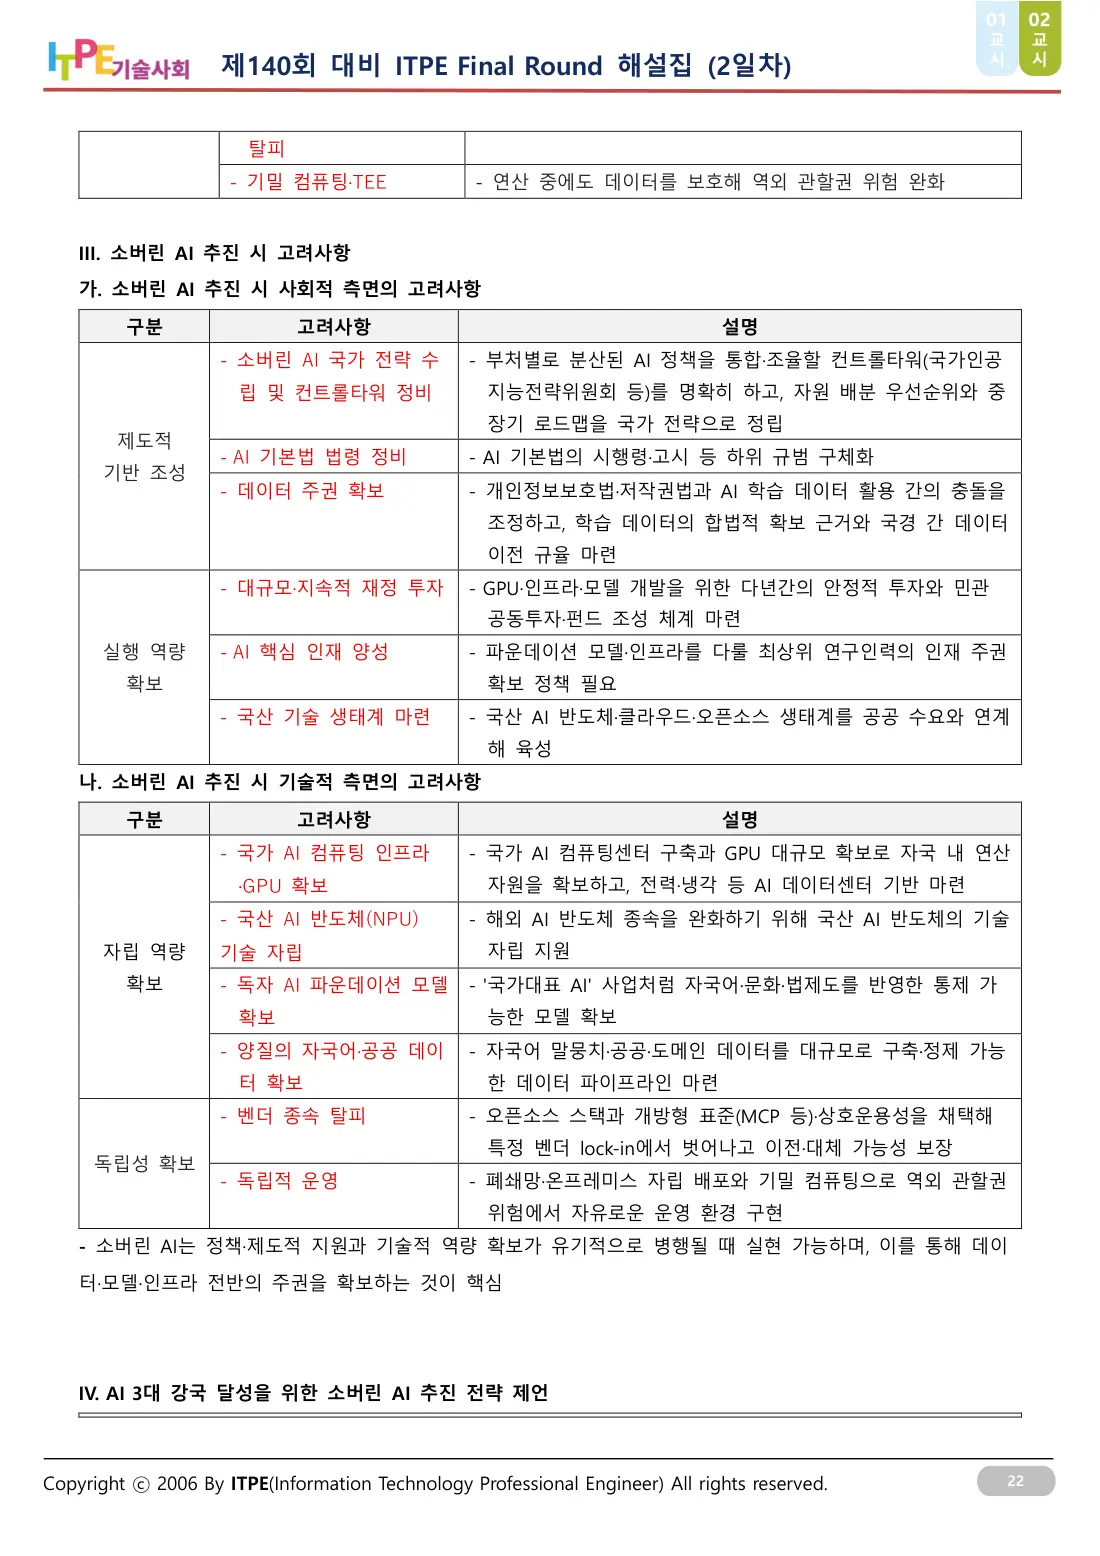 01
교
시
02
교
시
ITPE기술사회 제140회 대비 ITPE Final Round 해설집 (2일차)
탈피
- 기밀 컴퓨팅·TEE - 연산 중에도 데이터를 보호해 역외 관할권 위험 완화
III. 소버린 AI 추진 시 고려사항
가. 소버린 AI 추진 시 사회적 측면의 고려사항
구분 고려사항 설명
제도적
기반 조성
- 소버린 AI 국가 전략 수
립 및 컨트롤타워 정비
- 부처별로 분산된 AI 정책을 통합·조율할 컨트롤타워(국가인공
지능전략위원회 등)를 명확히 하고, 자원 배분 우선순위와 중
장기 로드맵을 국가 전략으로 정립
- AI 기본법 법령 정비 - AI 기본법의 시행령·고시 등 하위 규범 구체화
- 데이터 주권 확보
- 개인정보보호법·저작권법과 AI 학습 데이터 활용 간의 충돌을
조정하고, 학습 데이터의 합법적 확보 근거와 국경 간 데이터
이전 규율 마련
실행 역량
확보
- 대규모·지속적 재정 투자
- GPU·인프라·모델 개발을 위한 다년간의 안정적 투자와 민관
공동투자·펀드 조성 체계 마련
- AI 핵심 인재 양성
- 파운데이션 모델·인프라를 다룰 최상위 연구인력의 인재 주권
확보 정책 필요
- 국산 기술 생태계 마련
- 국산 AI 반도체·클라우드·오픈소스 생태계를 공공 수요와 연계
해 육성
나. 소버린 AI 추진 시 기술적 측면의 고려사항
구분 고려사항 설명
자립 역량
확보
- 국가 AI 컴퓨팅 인프라
·GPU 확보
- 국가 AI 컴퓨팅센터 구축과 GPU 대규모 확보로 자국 내 연산
자원을 확보하고, 전력·냉각 등 AI 데이터센터 기반 마련
- 국산 AI 반도체(NPU)
기술 자립
- 해외 AI 반도체 종속을 완화하기 위해 국산 AI 반도체의 기술
자립 지원
- 독자 AI 파운데이션 모델
확보
- '국가대표 AI' 사업처럼 자국어·문화·법제도를 반영한 통제 가
능한 모델 확보
- 양질의 자국어·공공 데이
터 확보
- 자국어 말뭉치·공공·도메인 데이터를 대규모로 구축·정제 가능
한 데이터 파이프라인 마련
독립성 확보
- 벤더 종속 탈피
- 오픈소스 스택과 개방형 표준(MCP 등)·상호운용성을 채택해
특정 벤더 lock-in에서 벗어나고 이전·대체 가능성 보장
- 독립적 운영
- 폐쇄망·온프레미스 자립 배포와 기밀 컴퓨팅으로 역외 관할권
위험에서 자유로운 운영 환경 구현
- 소버린 AI는 정책·제도적 지원과 기술적 역량 확보가 유기적으로 병행될 때 실현 가능하며, 이를 통해 데이
터·모델·인프라 전반의 주권을 확보하는 것이 핵심
IV. AI 3대 강국 달성을 위한 소버린 AI 추진 전략 제언
Copyright ⓒ 2006 By ITPE(Information Technology Professional Engineer) All rights reserved.
22